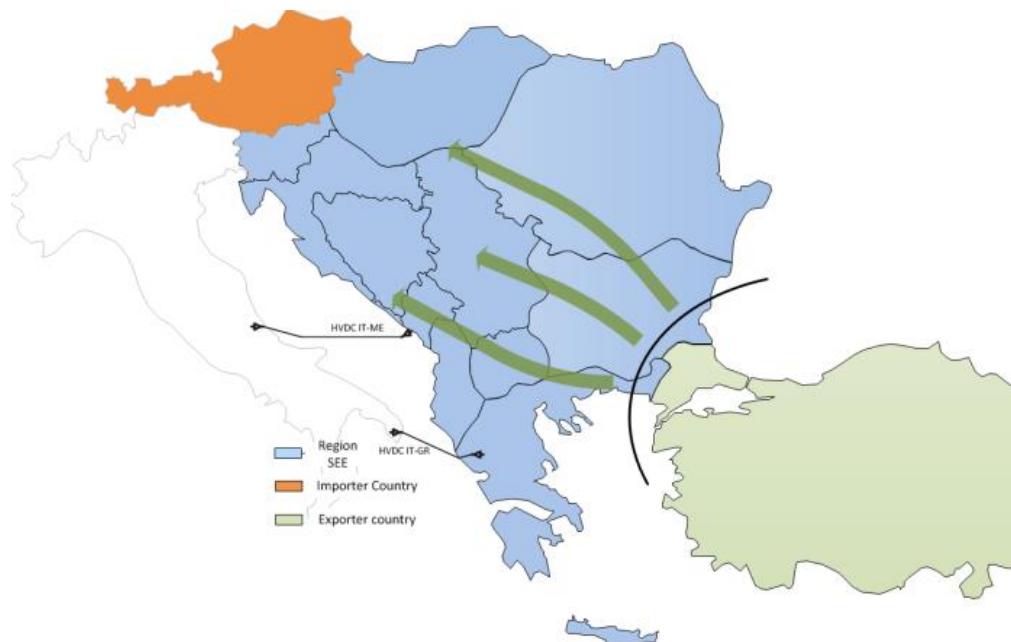 HVDC IT-ME
HVDC IT-GR
Region
SEE
Importer Country
Exporter country